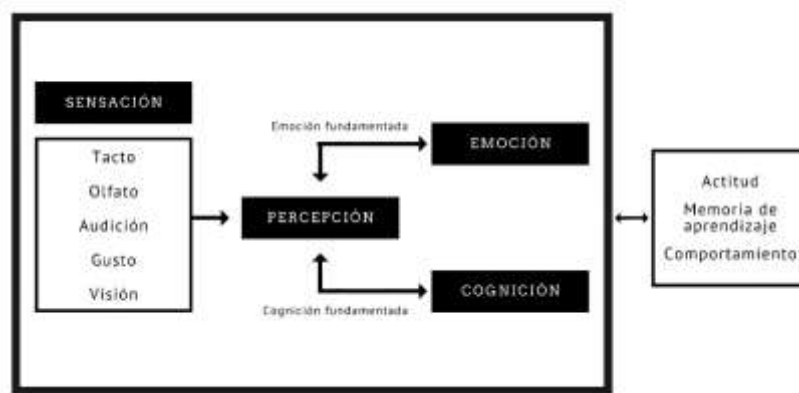 SENSACIÓN
Tacto
Olfato
Audición
Gusto
Visión
PERCEPCIÓN
Emoción fundamentada
EMOCIÓN
Cognición fundamentada
COGNICIÓN
Actitud
Memoria de
aprendizaje
Comportamiento